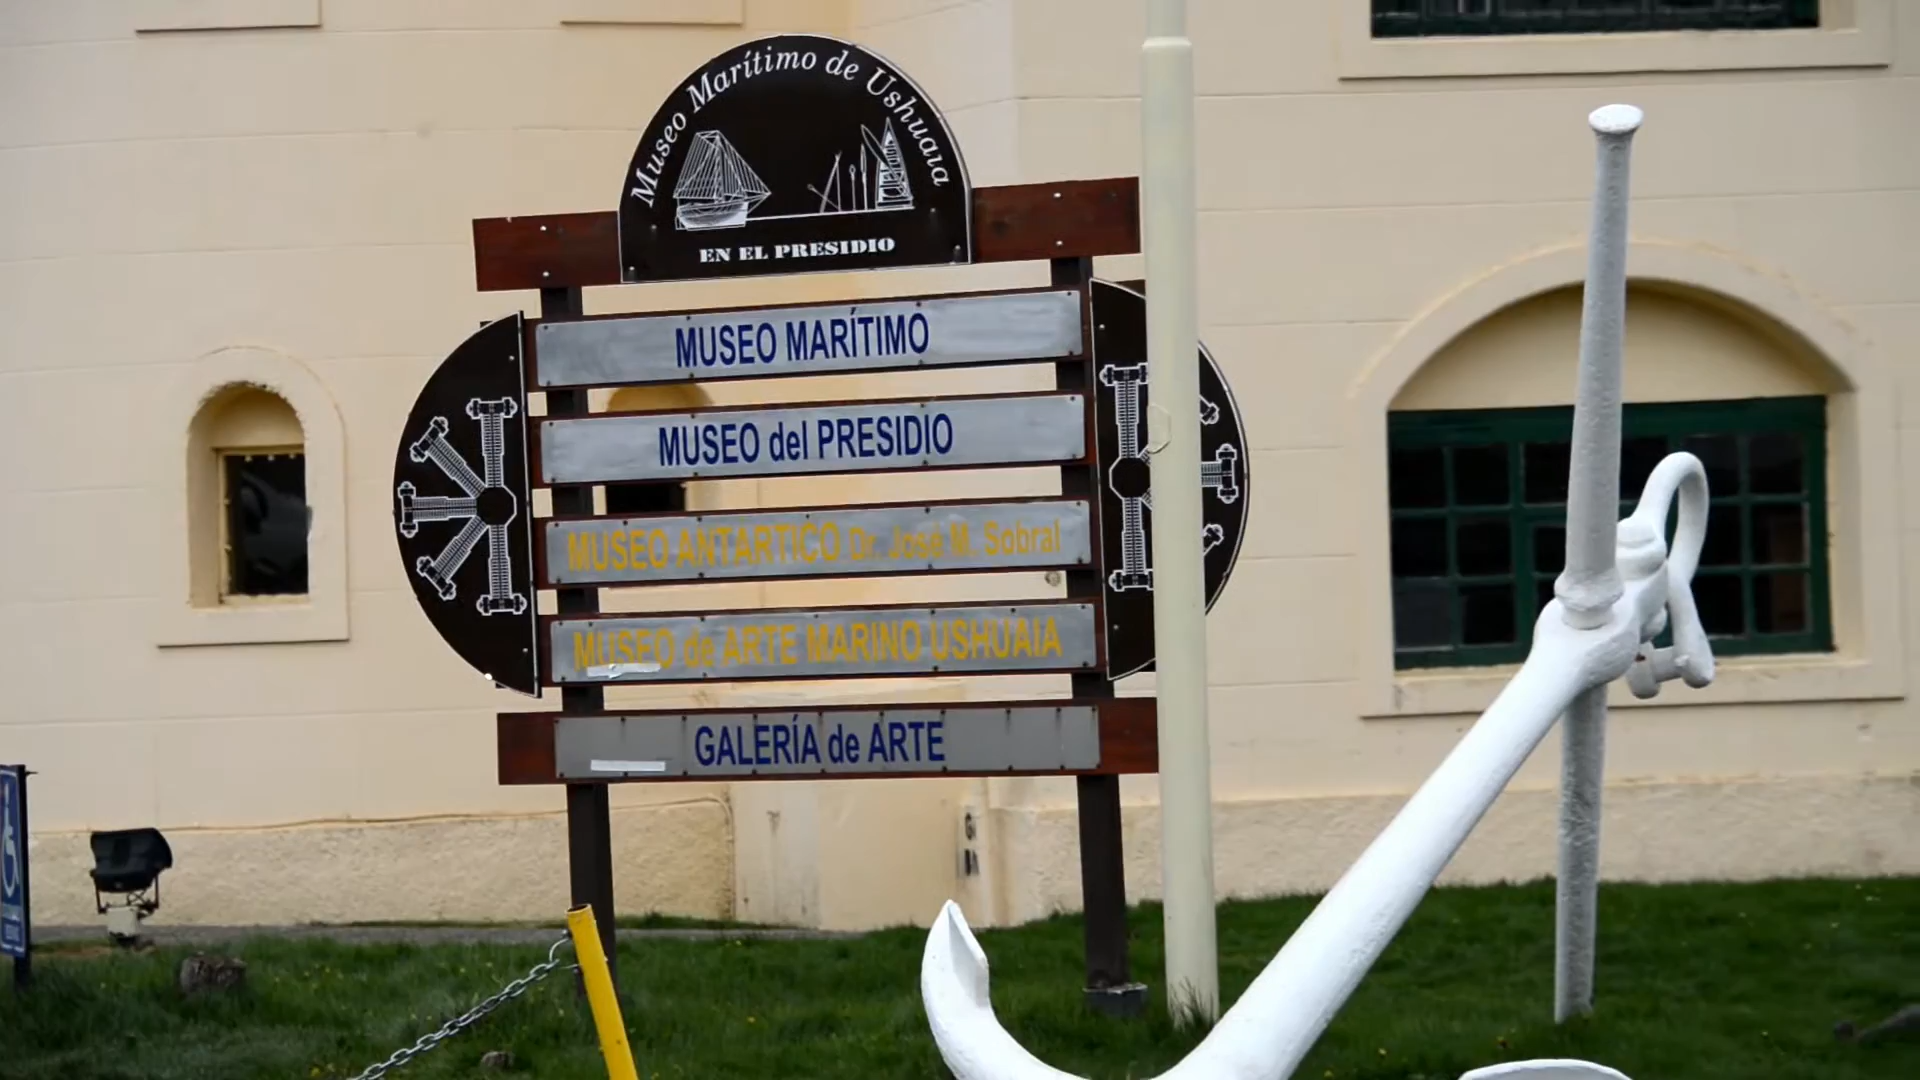 Museo Marítimo de Ushuaia
EN EL PRESIDIO
MUSEO MARÍTIMO
MUSEO del PRESIDIO
MUSEO ANTARTICO Dr. José M. Sobral
MUSEO de ARTE MARINO USHUAIA
GALERÍA de ARTE